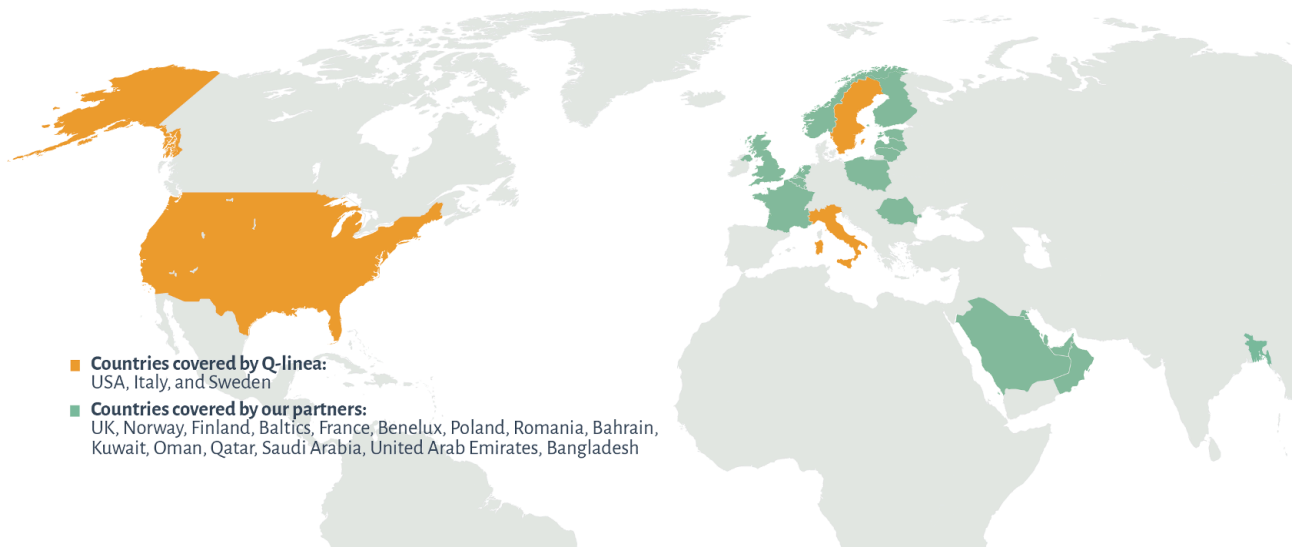 Countries covered by Q-linea:
USA, Italy, and Sweden
Countries covered by our partners:
UK, Norway, Finland, Baltics, France, Benelux, Poland, Romania, Bahrain,
Kuwait, Oman, Qatar, Saudi Arabia, United Arab Emirates, Bangladesh